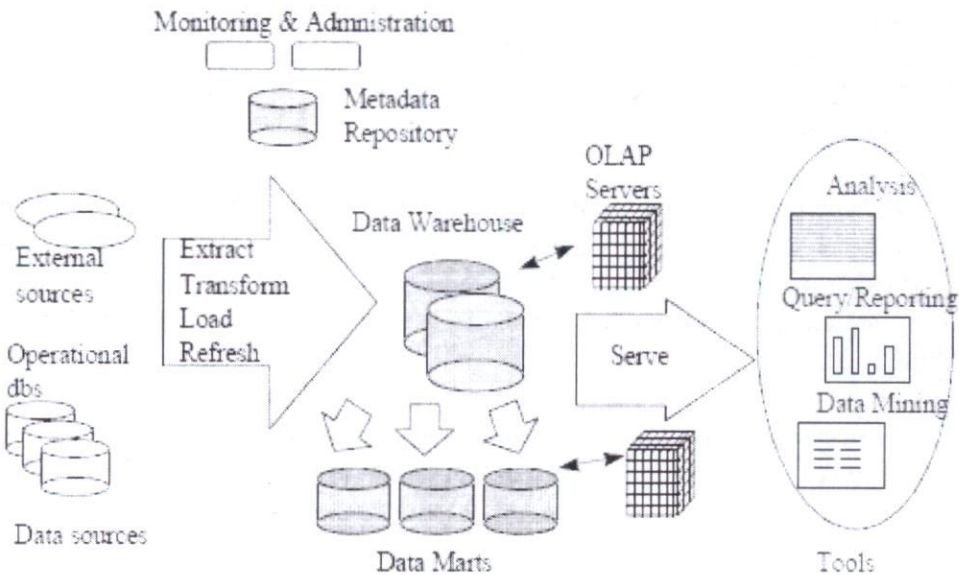 Monitoring & Admnistration
Metadata
Repository
OLAP
Servers
Analysis
Data Warehouse
External
sources
Extract
Transform
Load
Refresh
Query/Reporting
Operational
dbs
Serve
Data Mining
Data sources
Data Marts
Tools